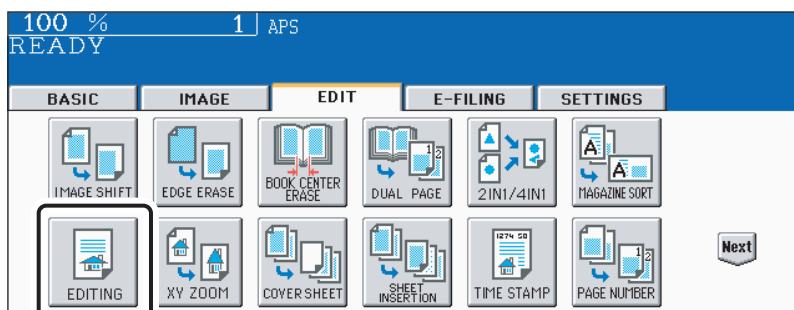 100 % 1 APS
READY
BASIC IMAGE EDIT E-FILING SETTINGS
IMAGE SHIFT EDGE ERASE BOOK CENTER ERASE DUAL PAGE 2IN1/4IN1 MAGAZINE SORT
EDITING XY ZOOM COVER SHEET SHEET INSERTION TIME STAMP PAGE NUMBER Next